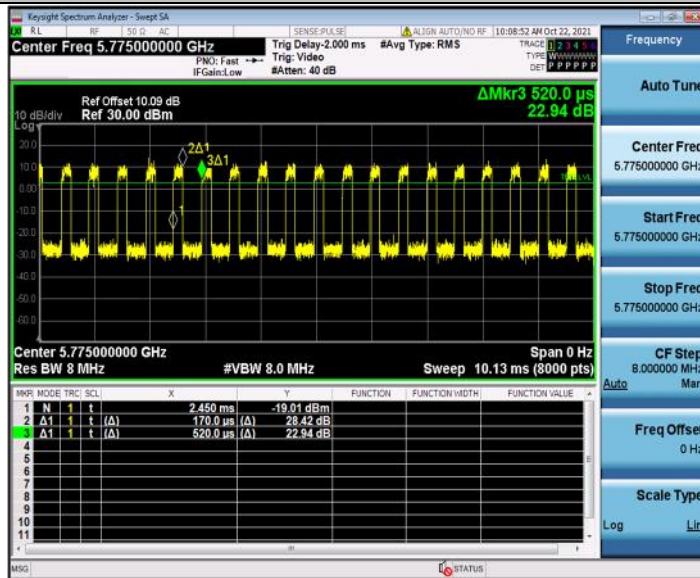 Keysight Spectrum Analyzer - Swept SA
RL RF 50 Ω AC SENSE:PULSE ALIGN AUTO/NO RF 10:08:52 AM Oct 22, 2021
Center Freq 5.775000000 GHz
PNO: Fast
IFGain:Low
Trig Delay-2.000 ms
Trig: Video
#Atten: 40 dB
#Avg Type: RMS
TRACE 1 2 3 4 5 6
TYPE WWWWWW
DET P P P P P P
ΔMkr3 520.0 µs
22.94 dB
Ref Offset 10.09 dB
10 dB/div Ref 30.00 dBm
Log
20.0
10.0
0.00
-10.0
-20.0
-30.0
-40.0
-50.0
-60.0
2Δ1
3Δ1
1
Center 5.775000000 GHz Span 0 Hz
Res BW 8 MHz #VBW 8.0 MHz Sweep 10.13 ms (8000 pts)
MKR MODE TRC SCL X Y FUNCTION FUNCTION WIDTH FUNCTION VALUE
1 N 1 t 2.450 ms -19.01 dBm
2 Δ1 1 t (Δ) 170.0 µs (Δ) 28.42 dB
3 Δ1 1 t (Δ) 520.0 µs (Δ) 22.94 dB
4
5
6
7
8
9
10
11
MSG STATUS
Frequency
Auto Tune
Center Freq
5.775000000 GHz
Start Freq
5.775000000 GHz
Stop Freq
5.775000000 GHz
CF Step
8.000000 MHz
Auto Man
Freq Offset
0 Hz
Scale Type
Log Lin